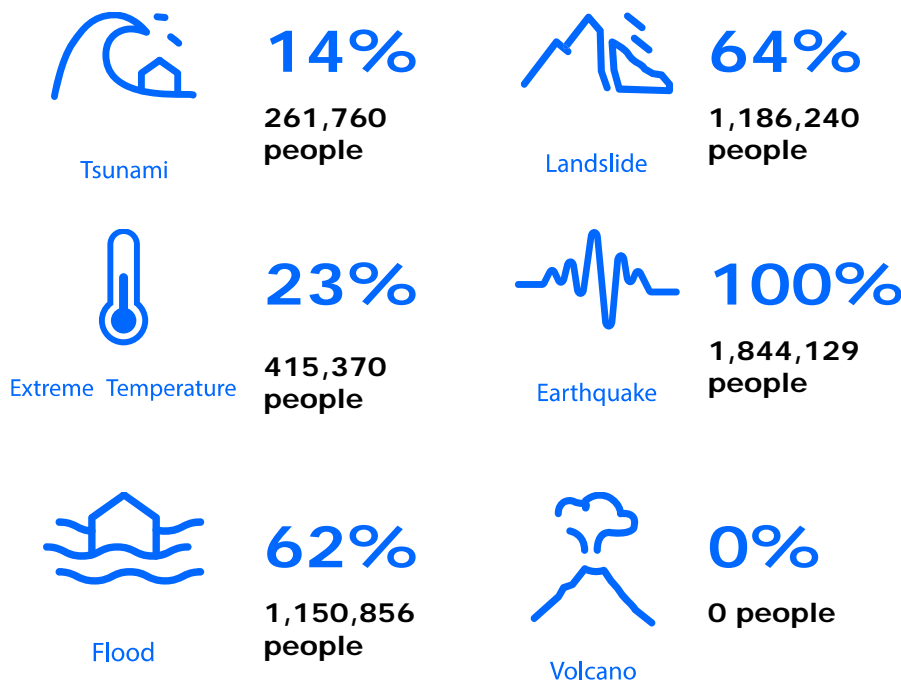 14%
261,760
people
Tsunami
64%
1,186,240
people
Landslide
23%
415,370
people
Extreme Temperature
100%
1,844,129
people
Earthquake
62%
1,150,856
people
Flood
0%
0 people
Volcano